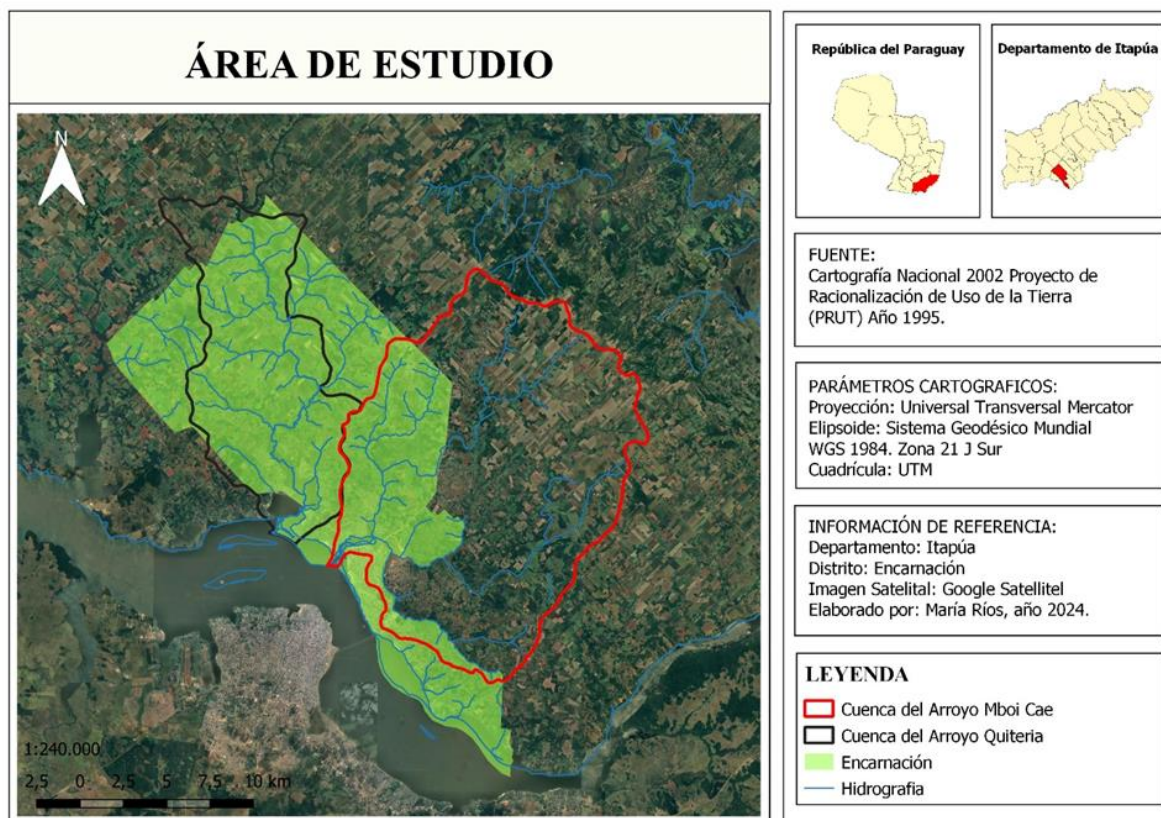 ÁREA DE ESTUDIO
N
1:240.000
2,5 0 2,5 5 7,5 10 km
República del Paraguay
Departamento de Itapúa
FUENTE:
Cartografía Nacional 2002 Proyecto de
Racionalización de Uso de la Tierra
(PRUT) Año 1995.
PARÁMETROS CARTOGRAFICOS:
Proyección: Universal Transversal Mercator
Elipsoide: Sistema Geodésico Mundial
WGS 1984. Zona 21 J Sur
Cuadrícula: UTM
INFORMACIÓN DE REFERENCIA:
Departamento: Itapúa
Distrito: Encarnación
Imagen Satelital: Google Satellitel
Elaborado por: María Ríos, año 2024.
LEYENDA
Cuenca del Arroyo Mboi Cae
Cuenca del Arroyo Quiteria
Encarnación
Hidrografia